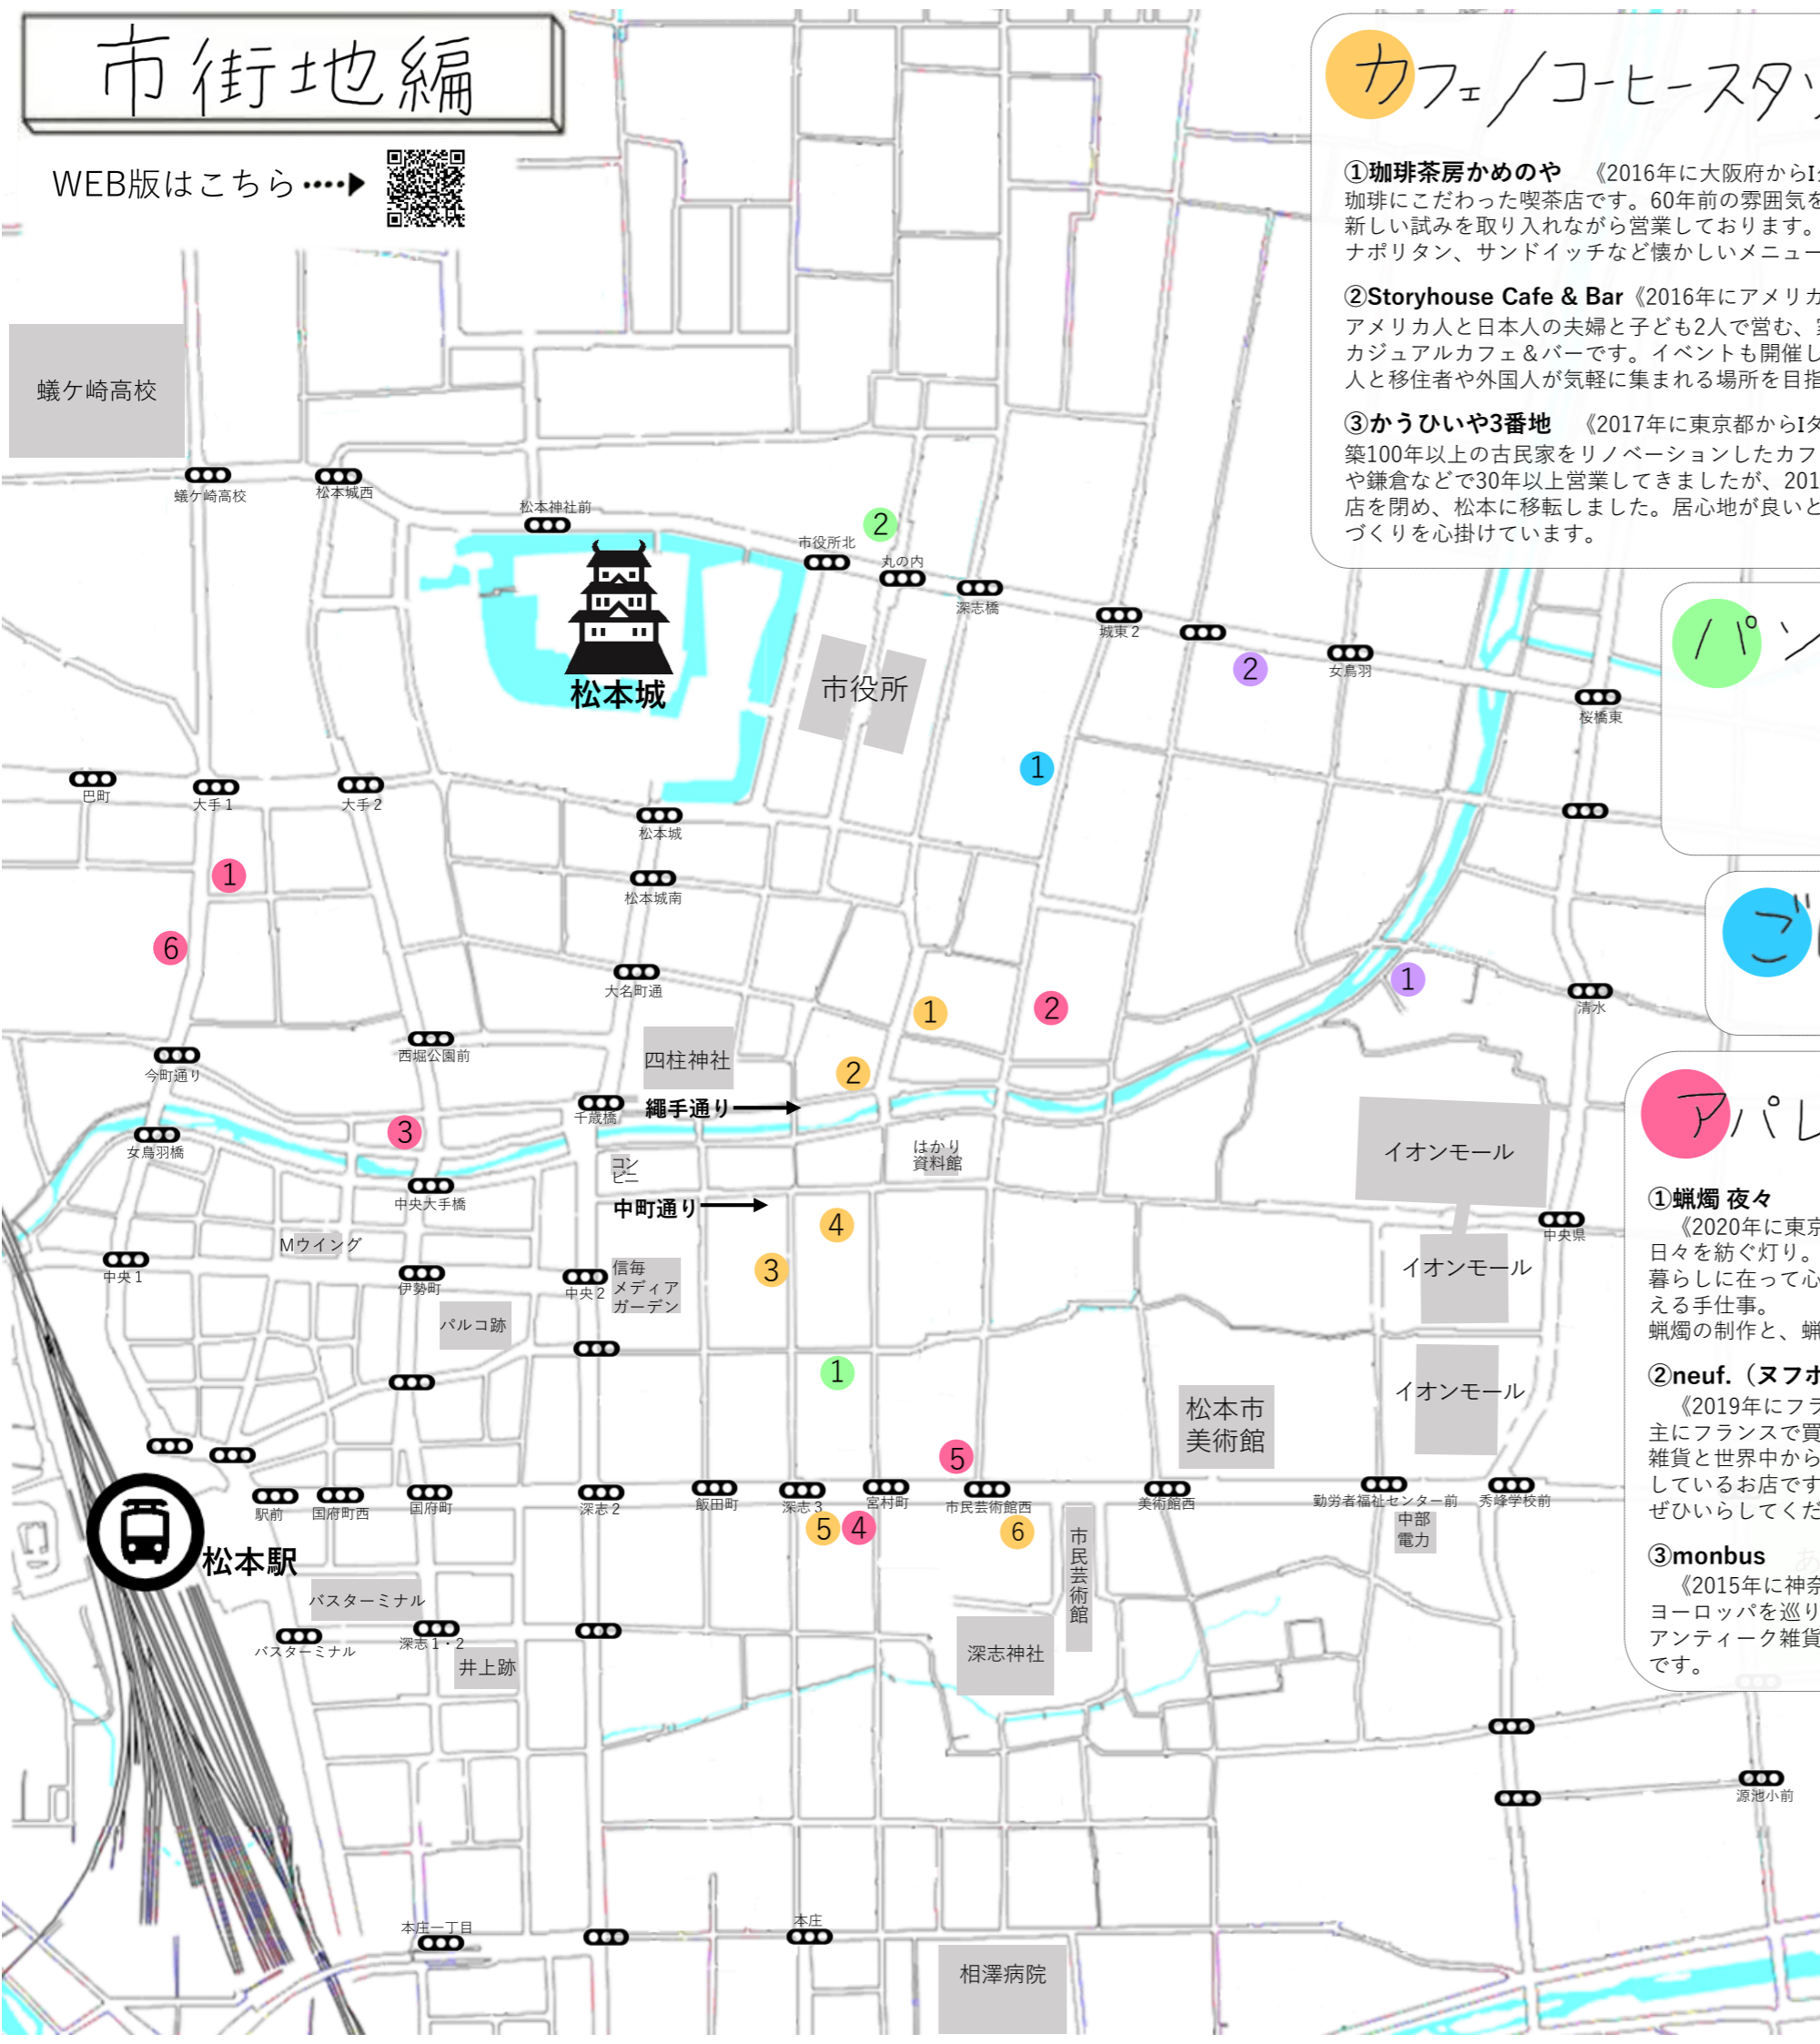 市街地編
WEB版はこちら
蟻ケ崎高校
蟻ケ崎高校
松本城西
松本神社前
市役所北
丸の内
深志橋
城東2
女鳥羽
桜橋東
松本城
市役所
巴町
大手1
大手2
松本城
松本城南
大名町通
清水
今町通り
西堀公園前
四柱神社
千歳橋
縄手通り
女鳥羽橋
はかり
資料館
コン
ビニ
中央大手橋
中町通り
イオンモール
Mウイング
中央1
伊勢町
中央2
信毎
メディア
ガーデン
中央県
イオンモール
パルコ跡
イオンモール
松本市
美術館
駅前
国府町西
国府町
深志2
飯田町
深志3
宮村町
市民芸術館西
美術館西
勤労者福祉センター前
秀峰学校前
中部
電力
市民芸術館
松本駅
バスターミナル
バスターミナル
深志1・2
井上跡
深志神社
源池小前
本庄一丁目
本庄
相澤病院
1
2
3
4
5
6
1
2
1
1
2
3
4
5
6
1
2
カフェ/コーヒースタ
①珈琲茶房かめのや 《2016年に大阪府からI
珈琲にこだわった喫茶店です。60年前の雰囲気を
新しい試みを取り入れながら営業しております。
ナポリタン、サンドイッチなど懐かしいメニュー
②Storyhouse Cafe & Bar《2016年にアメリカ
アメリカ人と日本人の夫婦と子ども2人で営む、
カジュアルカフェ＆バーです。イベントも開催し
人と移住者や外国人が気軽に集まれる場所を目指
③かうひいや3番地 《2017年に東京都からIタ
築100年以上の古民家をリノベーションしたカフ
や鎌倉などで30年以上営業してきましたが、201
店を閉め、松本に移転しました。居心地が良いと
づくりを心掛けています。
パン
ご
アパレ
①蝋燭 夜々
《2020年に東京
日々を紡ぐ灯り。
暮らしに在って心
える手仕事。
蝋燭の制作と、蝋
②neuf.（ヌフボ
《2019年にフラ
主にフランスで買
雑貨と世界中から
しているお店です
ぜひいらしてくだ
③monbus
《2015年に神奈
ヨーロッパを巡り
アンティーク雑貨
です。